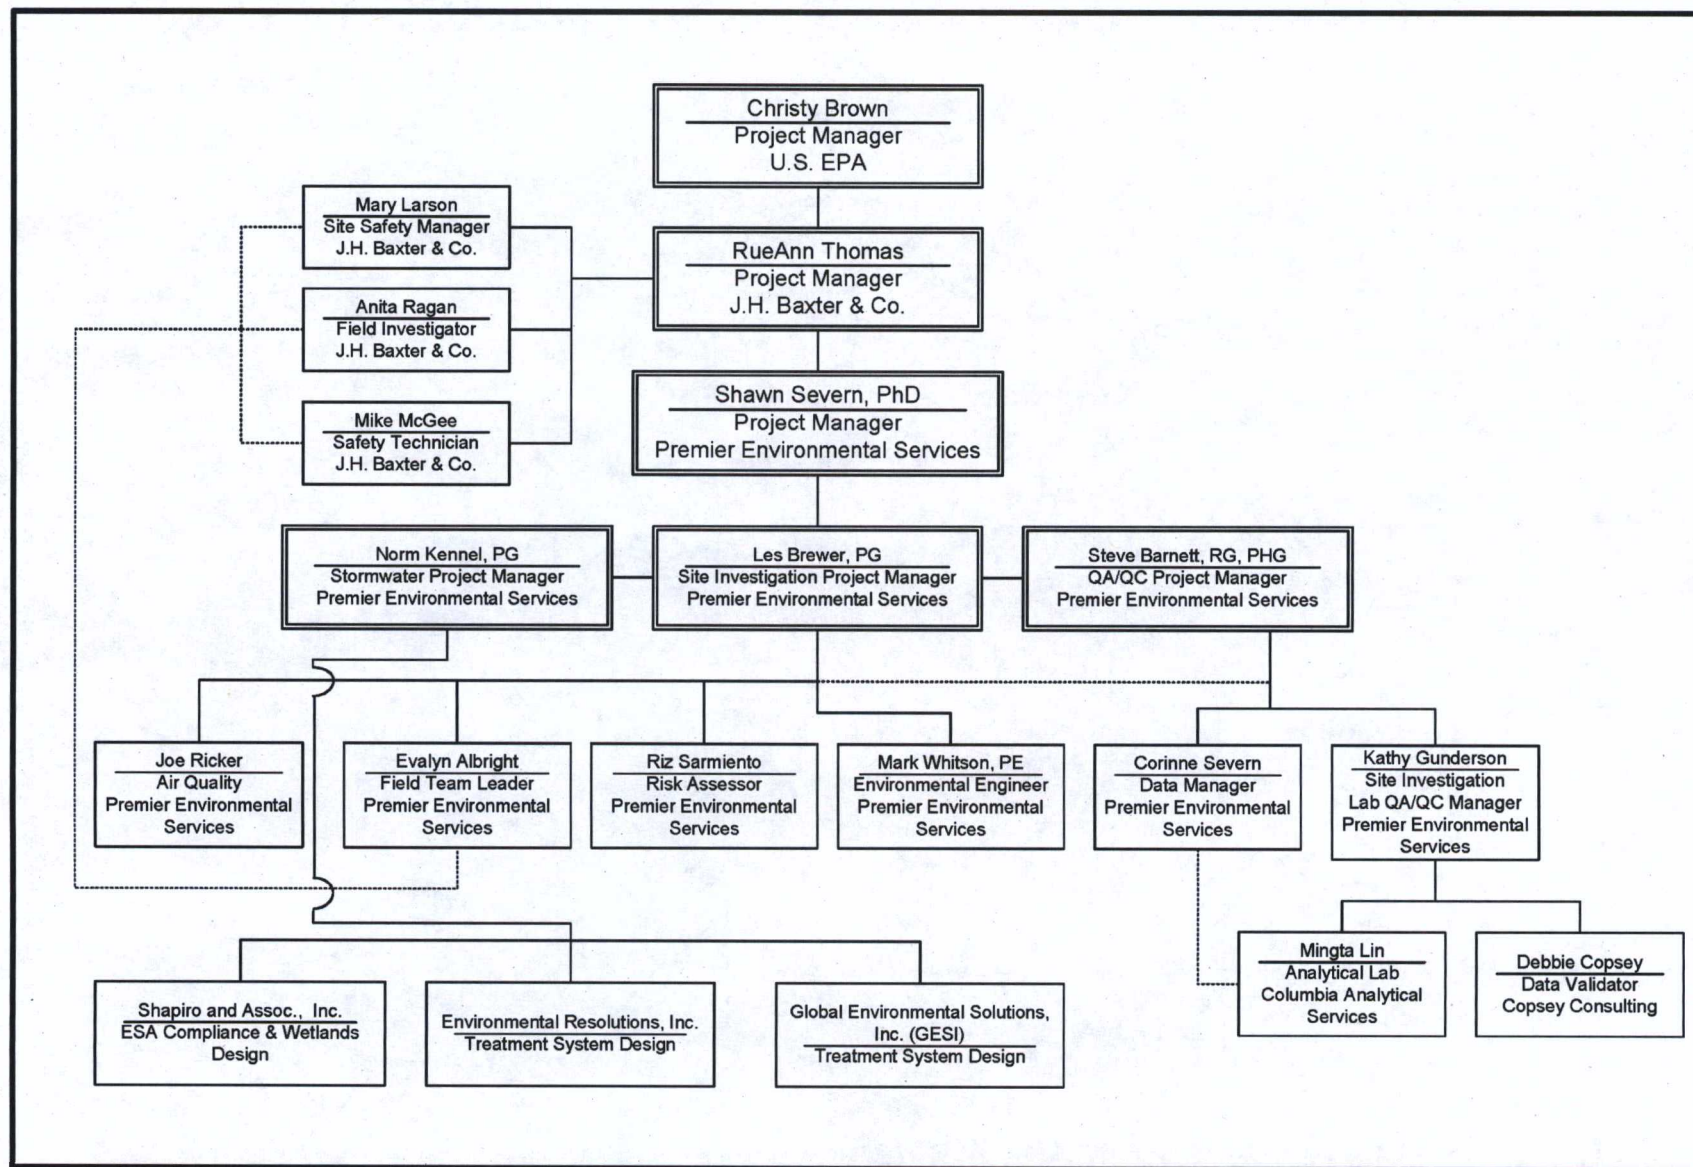 Christy Brown
Project Manager
U.S. EPA
Mary Larson
Site Safety Manager
J.H. Baxter & Co.
RueAnn Thomas
Project Manager
J.H. Baxter & Co.
Anita Ragan
Field Investigator
J.H. Baxter & Co.
Shawn Severn, PhD
Project Manager
Premier Environmental Services
Mike McGee
Safety Technician
J.H. Baxter & Co.
Norm Kennel, PG
Stormwater Project Manager
Premier Environmental Services
Les Brewer, PG
Site Investigation Project Manager
Premier Environmental Services
Steve Barnett, RG, PHG
QA/QC Project Manager
Premier Environmental Services
Joe Ricker
Air Quality
Premier Environmental
Services
Evalyn Albright
Field Team Leader
Premier Environmental
Services
Riz Sarmiento
Risk Assessor
Premier Environmental
Services
Mark Whitson, PE
Environmental Engineer
Premier Environmental
Services
Corinne Severn
Data Manager
Premier Environmental
Services
Kathy Gunderson
Site Investigation
Lab QA/QC Manager
Premier Environmental
Services
Mingta Lin
Analytical Lab
Columbia Analytical
Services
Debbie Copsey
Data Validator
Copsey Consulting
Shapiro and Assoc., Inc.
ESA Compliance & Wetlands
Design
Environmental Resolutions, Inc.
Treatment System Design
Global Environmental Solutions,
Inc. (GESI)
Treatment System Design